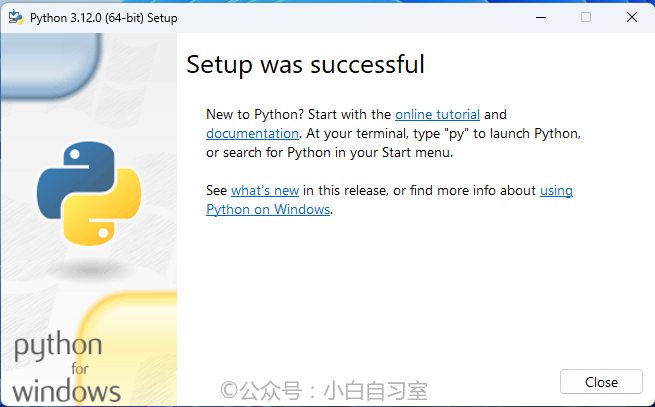 Python 3.12.0 (64-bit) Setup
Setup was successful
New to Python? Start with the online tutorial and
documentation. At your terminal, type "py" to launch Python,
or search for Python in your Start menu.
See what's new in this release, or find more info about using
Python on Windows.
python
for
windows
©公众号：小白自习室
Close